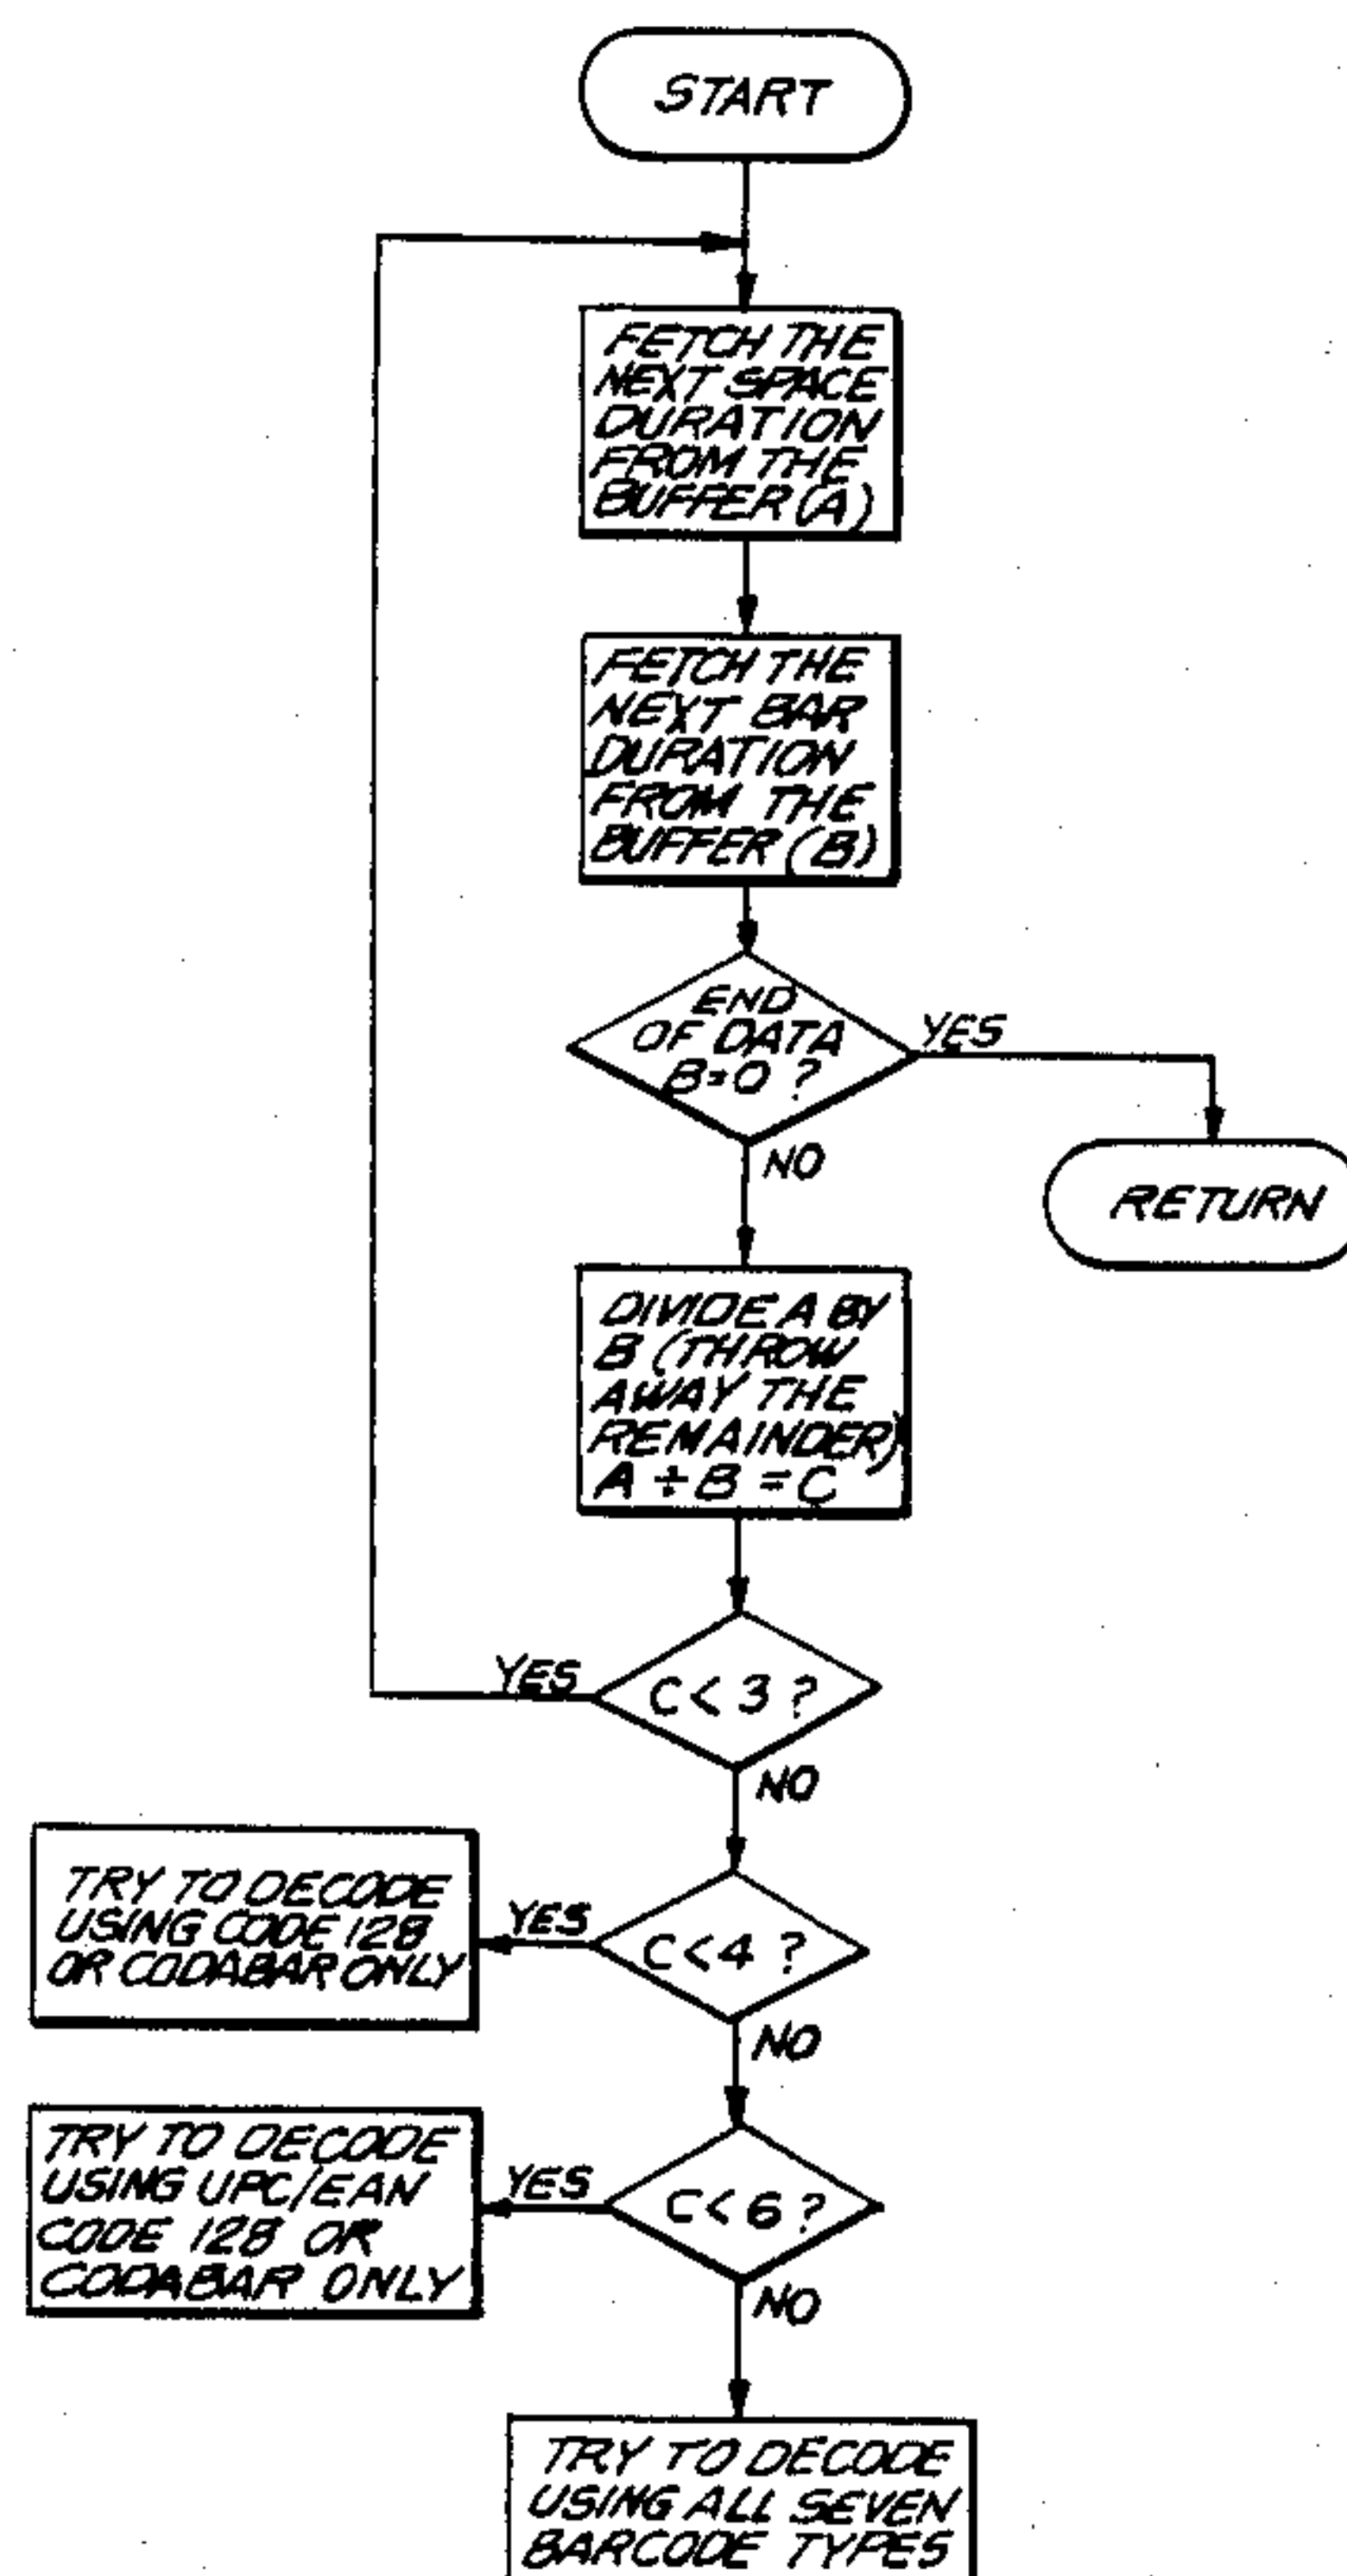 START
FETCH THE
NEXT SPACE
DURATION
FROM THE
BUFFER (A)
FETCH THE
NEXT BAR
DURATION
FROM THE
BUFFER (B)
END
OF DATA
B=0 ?
YES
NO
RETURN
DIVIDE A BY
B (THROW
AWAY THE
REMAINDER)
A ÷ B = C
C < 3 ?
YES
NO
C < 4 ?
YES
NO
TRY TO DECODE
USING CODE 128
OR CODABAR ONLY
C < 6 ?
YES
NO
TRY TO DECODE
USING UPC/EAN
CODE 128 OR
CODABAR ONLY
TRY TO DECODE
USING ALL SEVEN
BARCODE TYPES